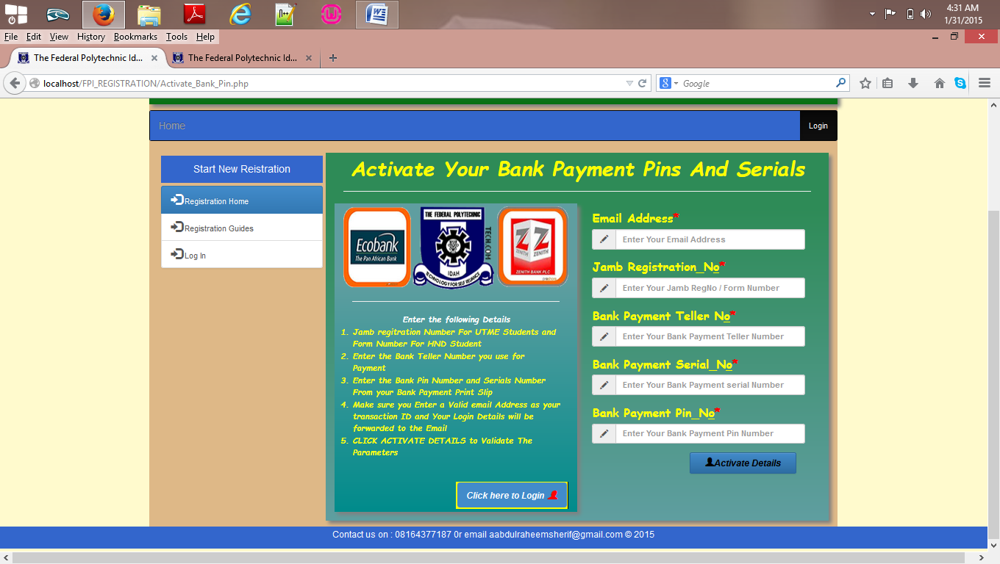 4:31 AM
1/31/2015
File Edit View History Bookmarks Tools Help
The Federal Polytechnic Id...
The Federal Polytechnic Id...
localhost/FPI_REGISTRATION/Activate_Bank_Pin.php
Google
Home
Login
Start New Reistration
Registration Home
Registration Guides
Log In
Activate Your Bank Payment Pins And Serials
Ecobank
The Pan African Bank
THE FEDERAL POLYTECHNIC
TECH.COM
IDAH
TECHNOLOGY FOR SELF RELIANCE
ZENITH
ZENITH
ZENITH BANK PLC
Enter the following Details
1. Jamb regitration Number For UTME Students and
Form Number For HND Student
2. Enter the Bank Teller Number you use for
Payment
3. Enter the Bank Pin Number and Serials Number
From your Bank Payment Print Slip
4. Make sure you Enter a Valid email Address as your
transaction ID and Your Login Details will be
forwarded to the Email
5. CLICK ACTIVATE DETAILS to Validate The
Parameters
Click here to Login
Email Address*
Enter Your Email Address
Jamb Registration_No*
Enter Your Jamb RegNo / Form Number
Bank Payment Teller No*
Enter Your Bank Payment Teller Number
Bank Payment Serial_No*
Enter Your Bank Payment serial Number
Bank Payment Pin_No*
Enter Your Bank Payment Pin Number
Activate Details
Contact us on : 08164377187 0r email aabdulraheemsherif@gmail.com © 2015